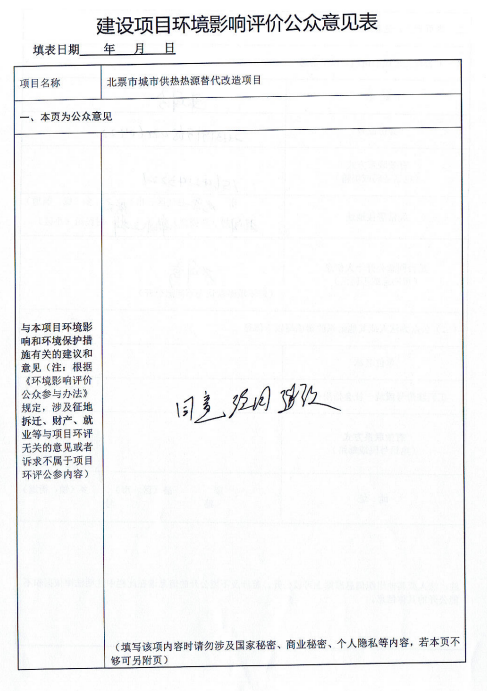 建设项目环境影响评价公众意见表
填表日期 年 月 日
项目名称
北票市城市供热热源替代改造项目
一、本页为公众意见
与本项目环境影
响和环境保护措
施有关的建议和
意见（注：根据
《环境影响评价
公众参与办法》
规定，涉及征地
拆迁、财产、就
业等与项目环评
无关的意见或者
诉求不属于项目
环评公参内容）
同意
（填写该项内容时请勿涉及国家秘密、商业秘密、个人隐私等内容，若本页不
够可另附页）